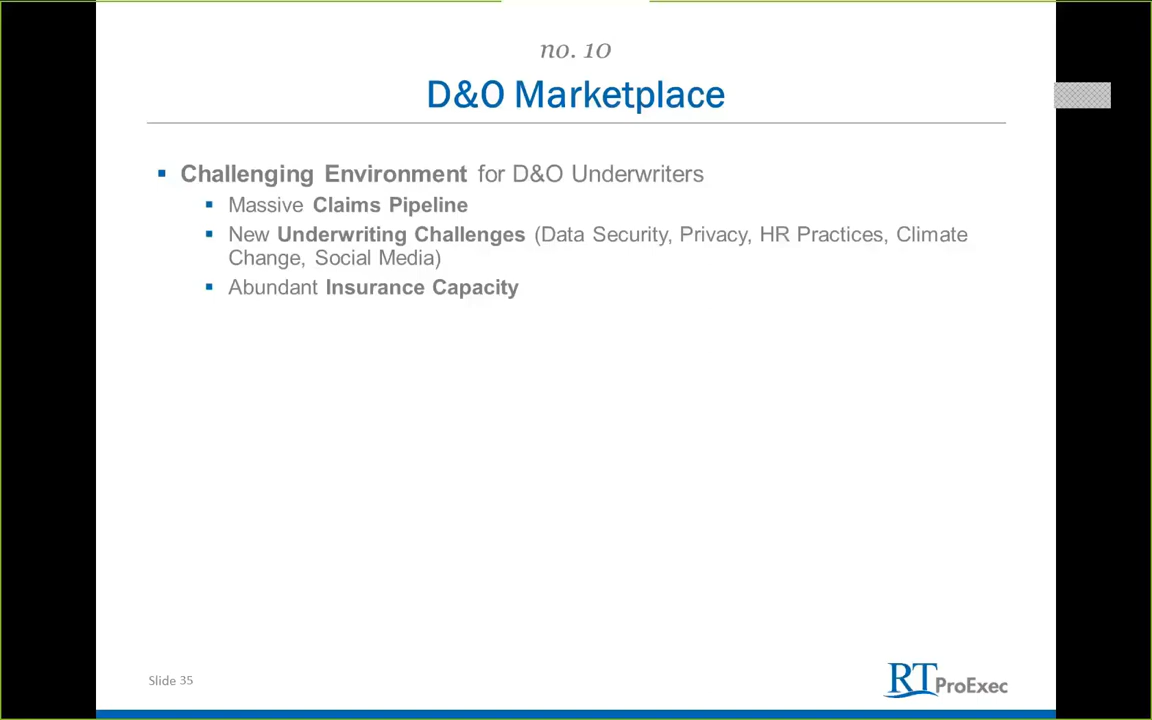 no. 10
D&O Marketplace
▪ Challenging Environment for D&O Underwriters
▪ Massive Claims Pipeline
▪ New Underwriting Challenges (Data Security, Privacy, HR Practices, Climate
Change, Social Media)
▪ Abundant Insurance Capacity
Slide 35
RT ProExec